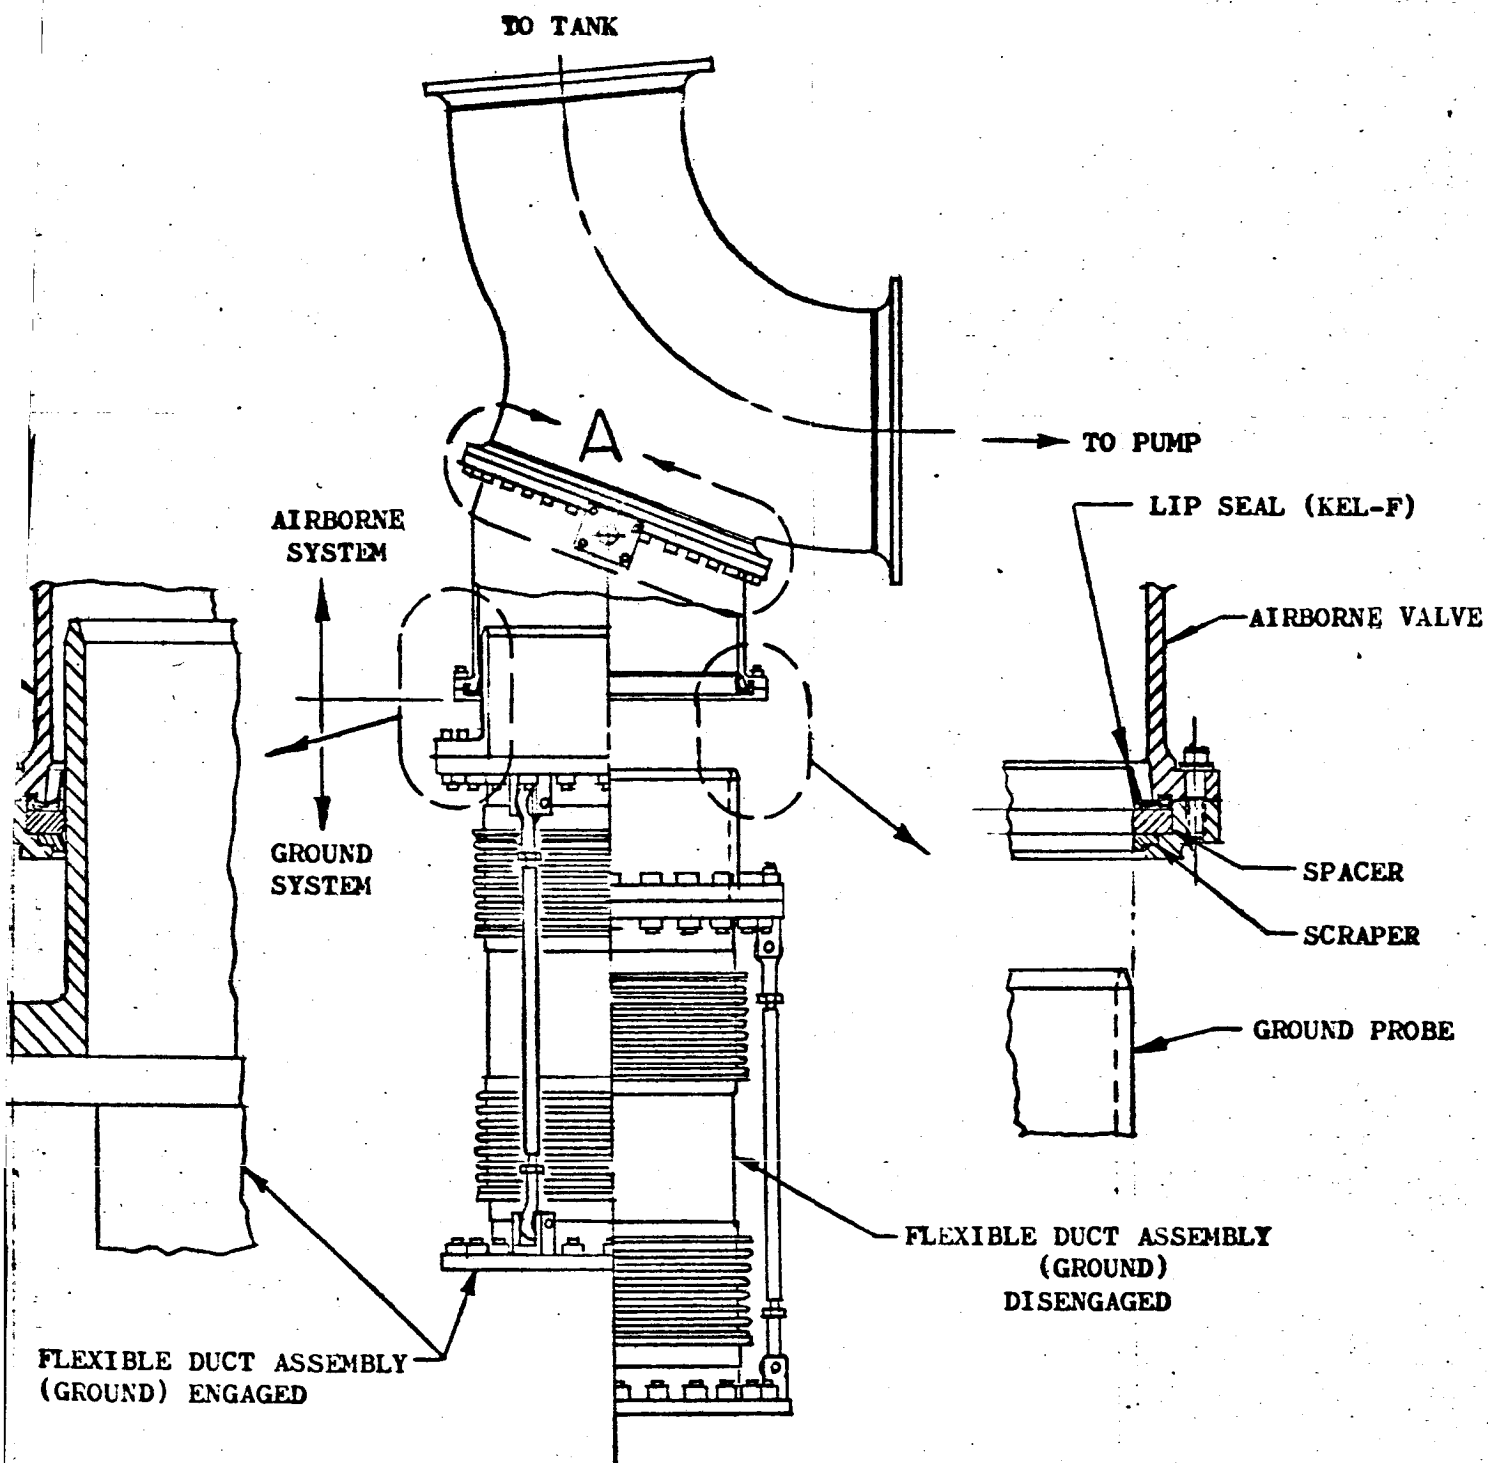 TO TANK
A
TO PUMP
LIP SEAL (KEL-F)
AIRBORNE
SYSTEM
AIRBORNE VALVE
GROUND
SYSTEM
SPACER
SCRAPER
GROUND PROBE
FLEXIBLE DUCT ASSEMBLY
(GROUND)
DISENGAGED
FLEXIBLE DUCT ASSEMBLY
(GROUND) ENGAGED